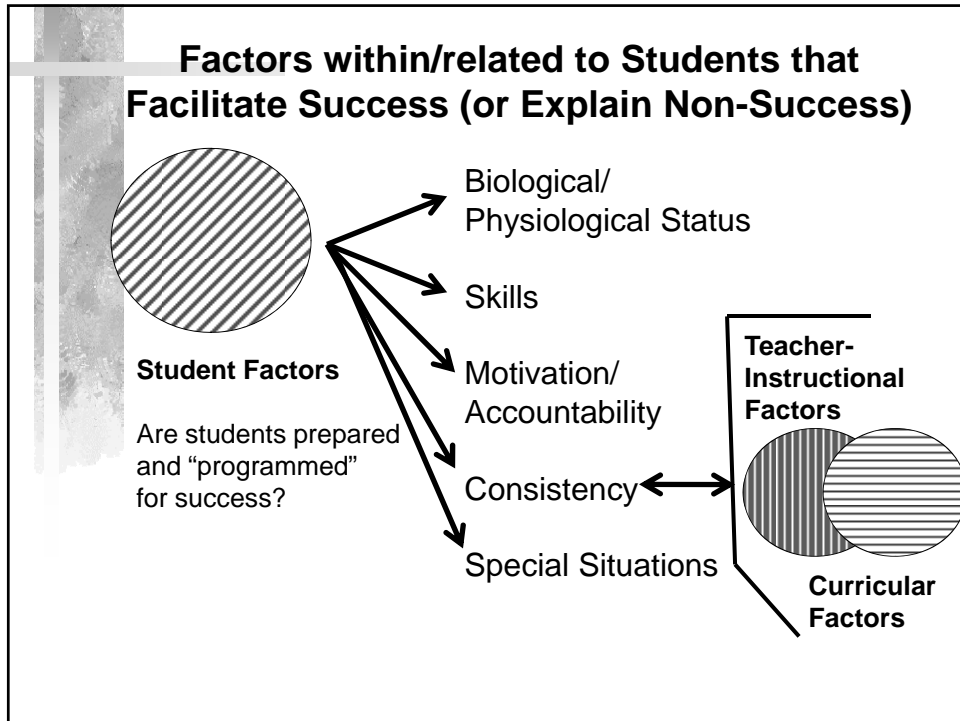 Factors within/related to Students that
Facilitate Success (or Explain Non-Success)
Student Factors
Are students prepared
and “programmed”
for success?
Biological/
Physiological Status
Skills
Motivation/
Accountability
Consistency
Special Situations
Teacher-
Instructional
Factors
Curricular
Factors